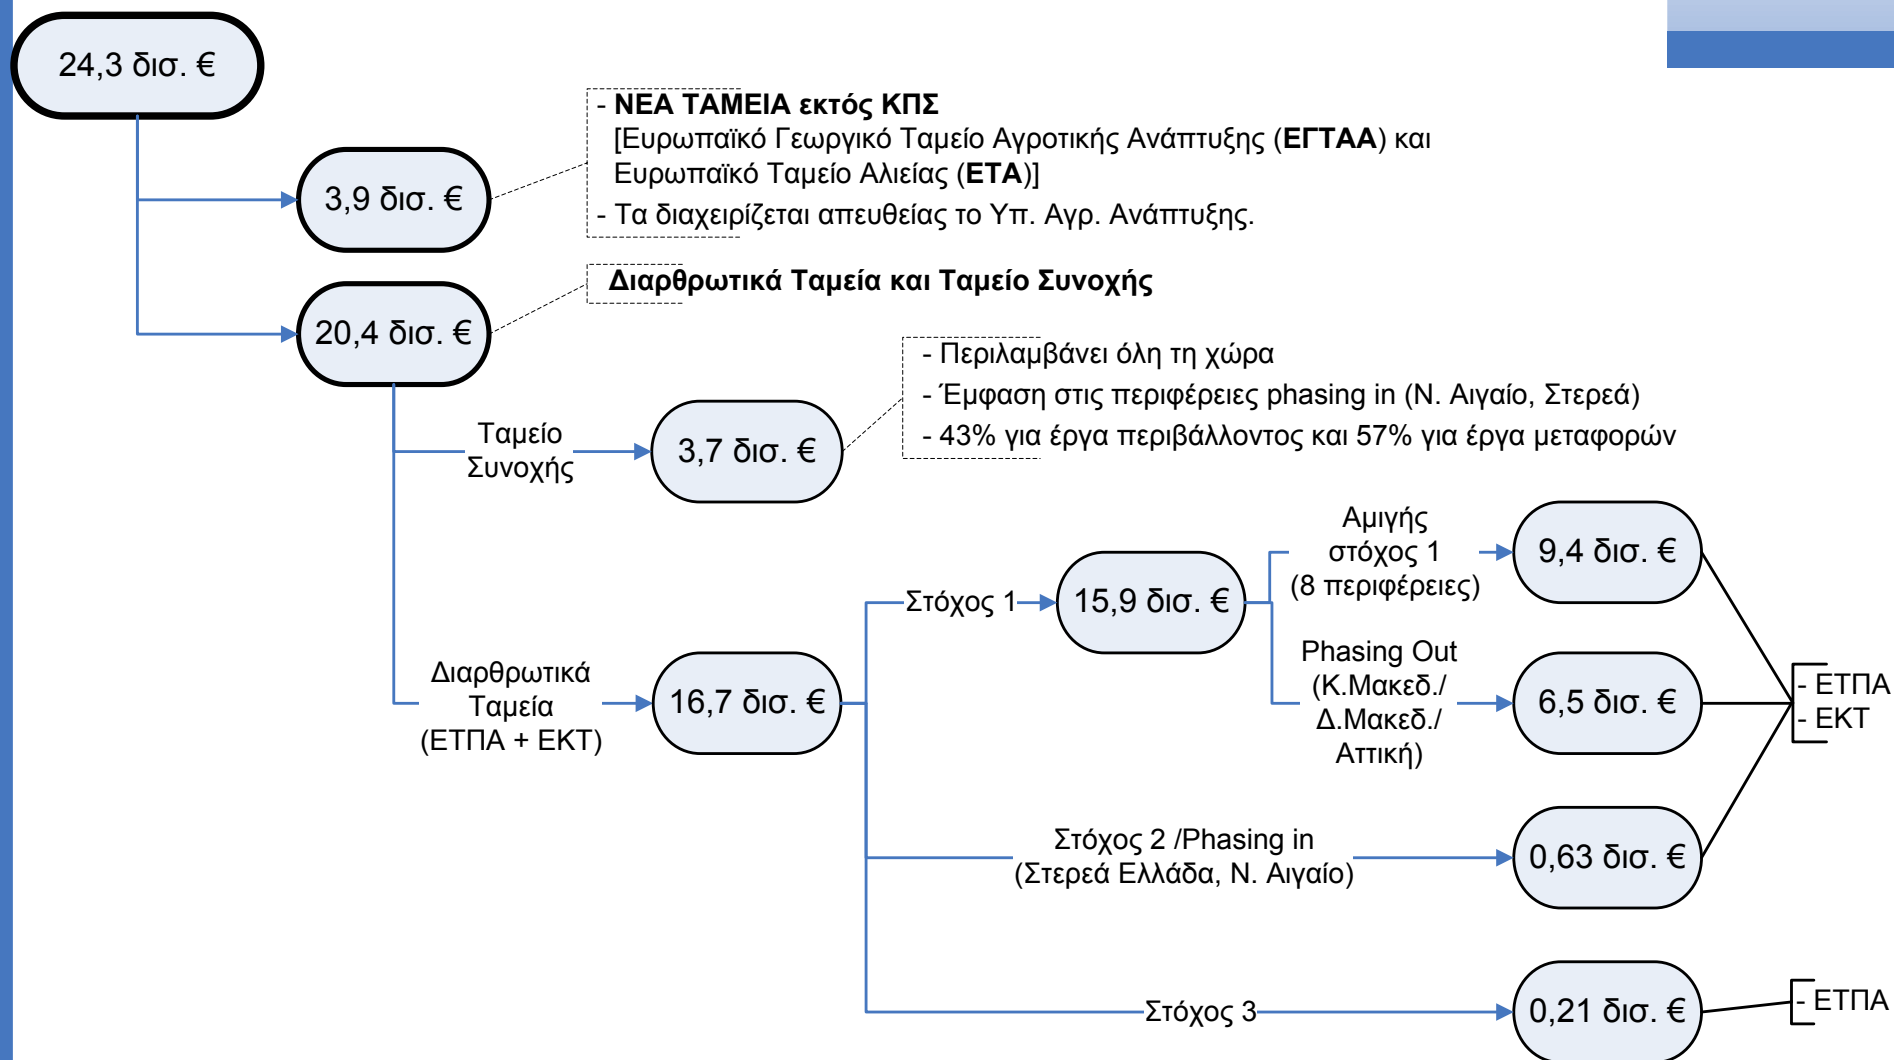 24,3 δισ. €
- ΝΕΑ ΤΑΜΕΙΑ εκτός ΚΠΣ
[Ευρωπαϊκό Γεωργικό Ταμείο Αγροτικής Ανάπτυξης (ΕΓΤΑΑ) και
Ευρωπαϊκό Ταμείο Αλιείας (ΕΤΑ)]
- Τα διαχειρίζεται απευθείας το Υπ. Αγρ. Ανάπτυξης.
3,9 δισ. €
Διαρθρωτικά Ταμεία και Ταμείο Συνοχής
20,4 δισ. €
- Περιλαμβάνει όλη τη χώρα
- Έμφαση στις περιφέρειες phasing in (Ν. Αιγαίο, Στερεά)
- 43% για έργα περιβάλλοντος και 57% για έργα μεταφορών
Ταμείο
Συνοχής
3,7 δισ. €
Διαρθρωτικά
Ταμεία
(ΕΤΠΑ + ΕΚΤ)
16,7 δισ. €
Στόχος 1
15,9 δισ. €
Αμιγής
στόχος 1
(8 περιφέρειες)
9,4 δισ. €
Phasing Out
(Κ.Μακεδ./
Δ.Μακεδ./
Αττική)
6,5 δισ. €
- ΕΤΠΑ
- ΕΚΤ
Στόχος 2 /Phasing in
(Στερεά Ελλάδα, Ν. Αιγαίο)
0,63 δισ. €
Στόχος 3
0,21 δισ. €
- ΕΤΠΑ